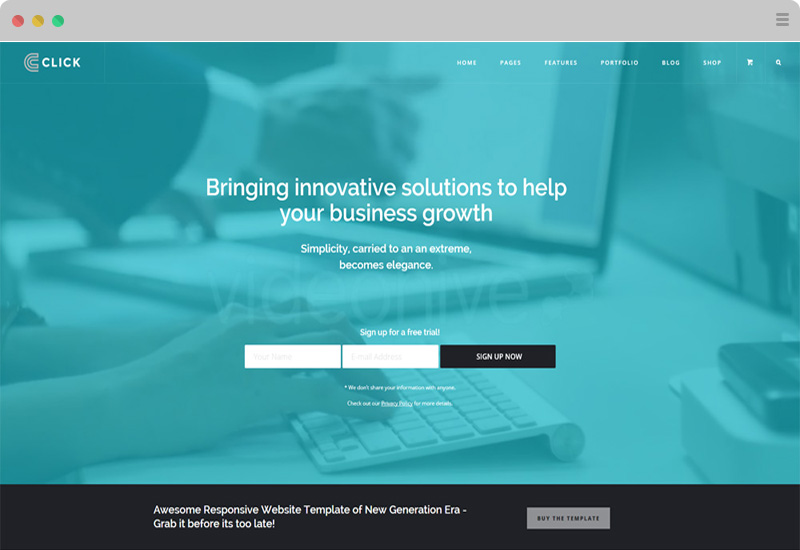 CLICK
HOME PAGES FEATURES PORTFOLIO BLOG SHOP
Bringing innovative solutions to help
your business growth
Simplicity, carried to an an extreme,
becomes elegance.
videohive
Sign up for a free trial!
Your Name E-mail Address SIGN UP NOW
* We don't share your information with anyone.
Check out our Privacy Policy for more details.
Awesome Responsive Website Template of New Generation Era -
Grab it before its too late!
BUY THE TEMPLATE